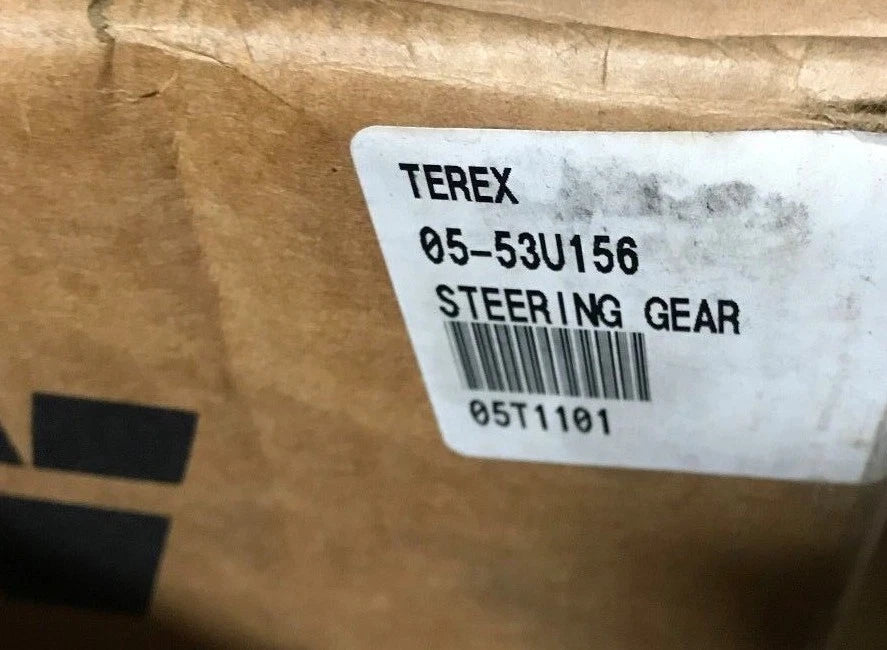 TEREX
05-53U156
STEERING GEAR
05T1101